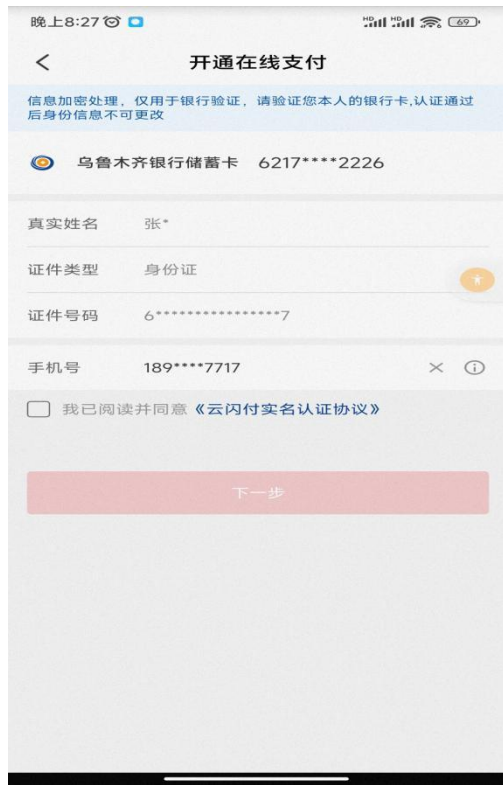 晚上8:27
HD HD 69
开通在线支付
信息加密处理，仅用于银行验证，请验证您本人的银行卡,认证通过
后身份信息不可更改
乌鲁木齐银行储蓄卡 6217****2226
真实姓名 张*
证件类型 身份证
证件号码 6****************7
手机号 189****7717
我已阅读并同意《云闪付实名认证协议》
下一步